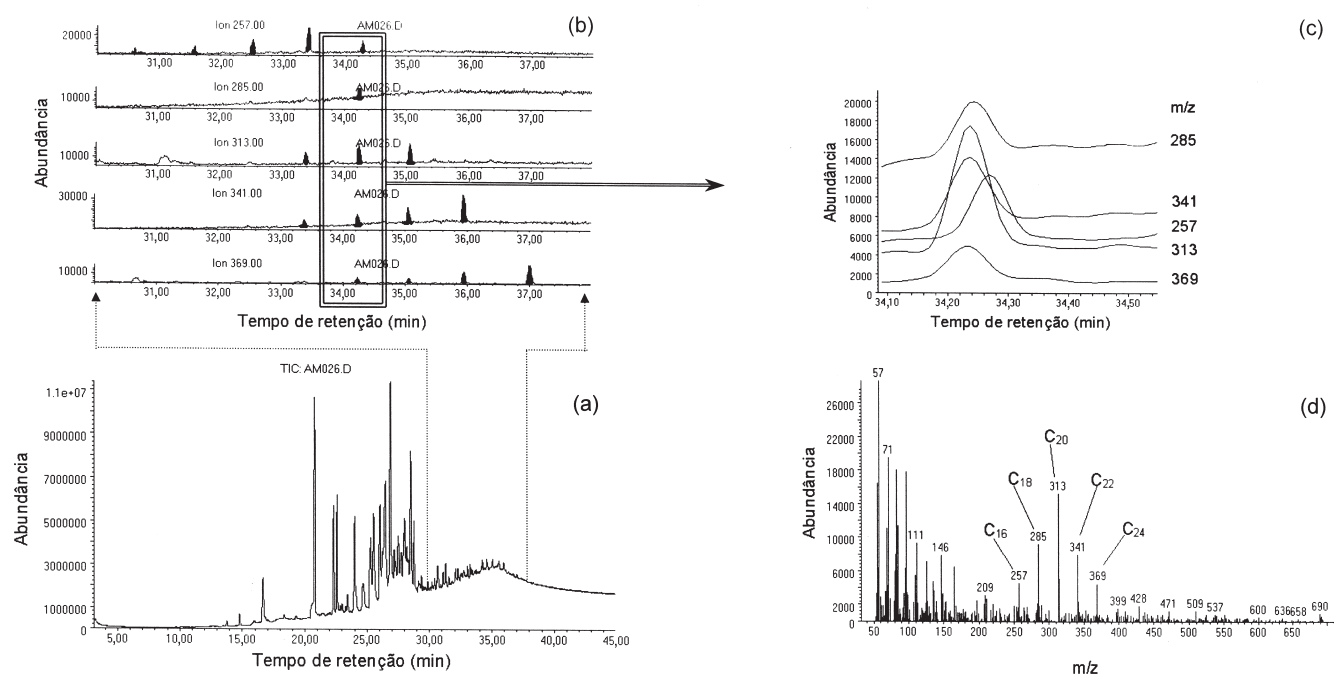 (b)
Abundância
Ion 257.00 AM026.D
20000
31,00 32,00 33,00 34,00 35,00 36,00 37,00
Ion 285.00 AM026.D
10000
31,00 32,00 33,00 34,00 35,00 36,00 37,00
Ion 313.00 AM026.D
10000
31,00 32,00 33,00 34,00 35,00 36,00 37,00
Ion 341.00 AM026.D
30000
31,00 32,00 33,00 34,00 35,00 36,00 37,00
Ion 369.00 AM026.D
10000
31,00 32,00 33,00 34,00 35,00 36,00 37,00
Tempo de retenção (min)
(c)
Abundância
20000
18000
16000
14000
12000
10000
8000
6000
4000
2000
0
m/z
285
341
257
313
369
34,10 34,20 34,30 34,40 34,50
Tempo de retenção (min)
TIC: AM026.D
(a)
Abundância
1.1e+07
9000000
7000000
5000000
3000000
1000000
0
5,00 10,00 15,00 20,00 25,00 30,00 35,00 40,00 45,00
Tempo de retenção (min)
(d)
Abundância
26000
22000
18000
14000
10000
6000
2000
0
57
71
111
146
209
C16
257
C18
285
C20
313
C22
341
C24
369
399
428
471
509
537
600
636
658
690
50 100 150 200 250 300 350 400 450 500 550 600 650
m/z